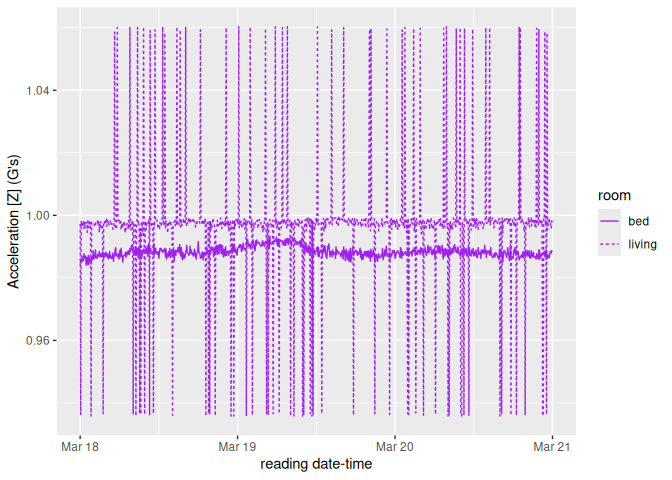 1.04
1.00
0.96
Acceleration [Z] (G's)
Mar 18
Mar 19
Mar 20
Mar 21
reading date-time
room
bed
living